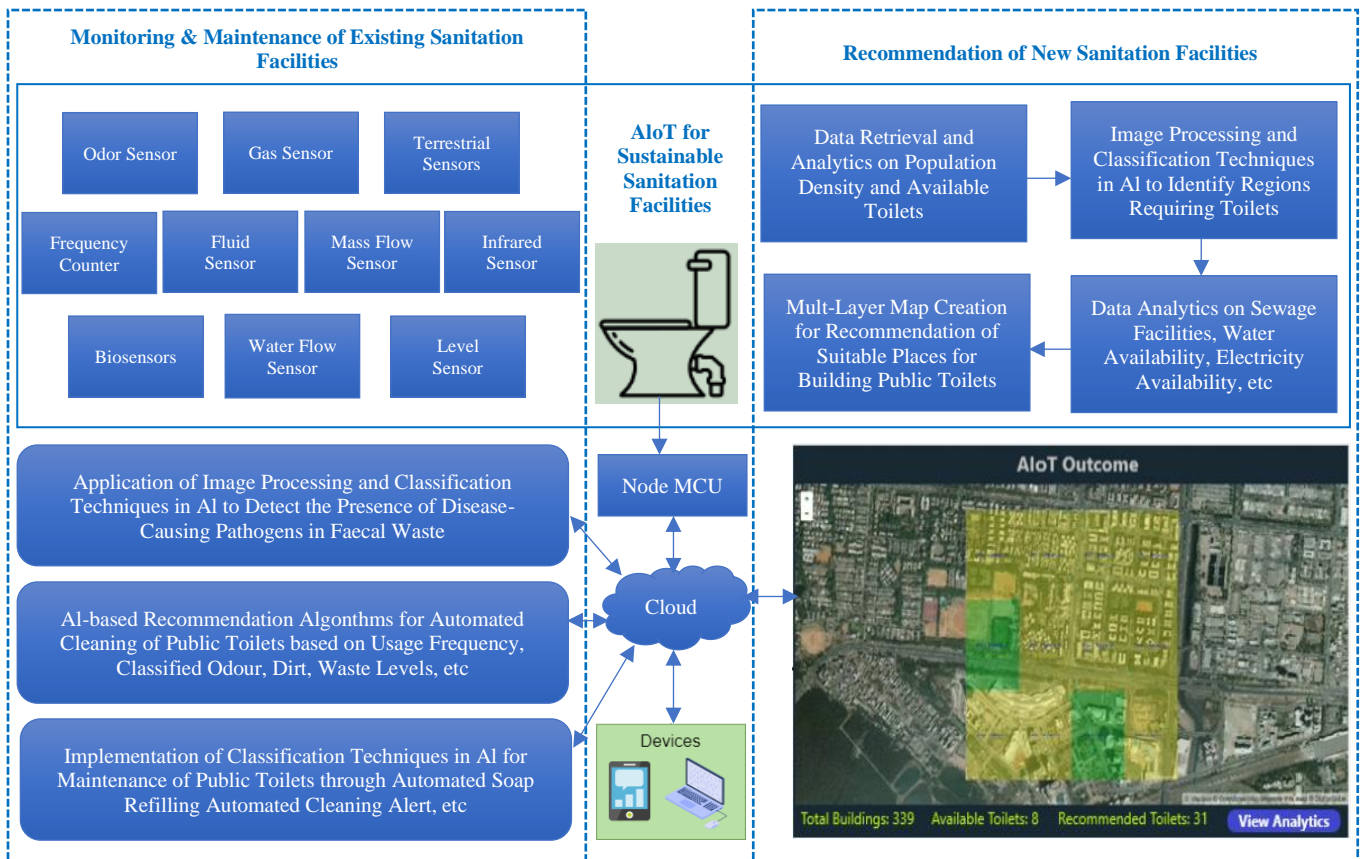 Monitoring & Maintenance of Existing Sanitation
Facilities
Odor Sensor
Gas Sensor
Terrestrial
Sensors
Frequency
Counter
Fluid
Sensor
Mass Flow
Sensor
Infrared
Sensor
Biosensors
Water Flow
Sensor
Level
Sensor
AloT for
Sustainable
Sanitation
Facilities
Recommendation of New Sanitation Facilities
Data Retrieval and
Analytics on Population
Density and Available
Toilets
Image Processing and
Classification Techniques
in Al to Identify Regions
Requiring Toilets
Mult-Layer Map Creation
for Recommendation of
Suitable Places for
Building Public Toilets
Data Analytics on Sewage
Facilities, Water
Availability, Electricity
Availability, etc
Application of Image Processing and Classification
Techniques in Al to Detect the Presence of Disease-
Causing Pathogens in Faecal Waste
Al-based Recommendation Algonthms for Automated
Cleaning of Public Toilets based on Usage Frequency,
Classified Odour, Dirt, Waste Levels, etc
Implementation of Classification Techniques in Al for
Maintenance of Public Toilets through Automated Soap
Refilling Automated Cleaning Alert, etc
Node MCU
Cloud
Devices
AIoT Outcome
+
-
Total Buildings: 339 Available Toilets: 8 Recommended Toilets: 31
View Analytics